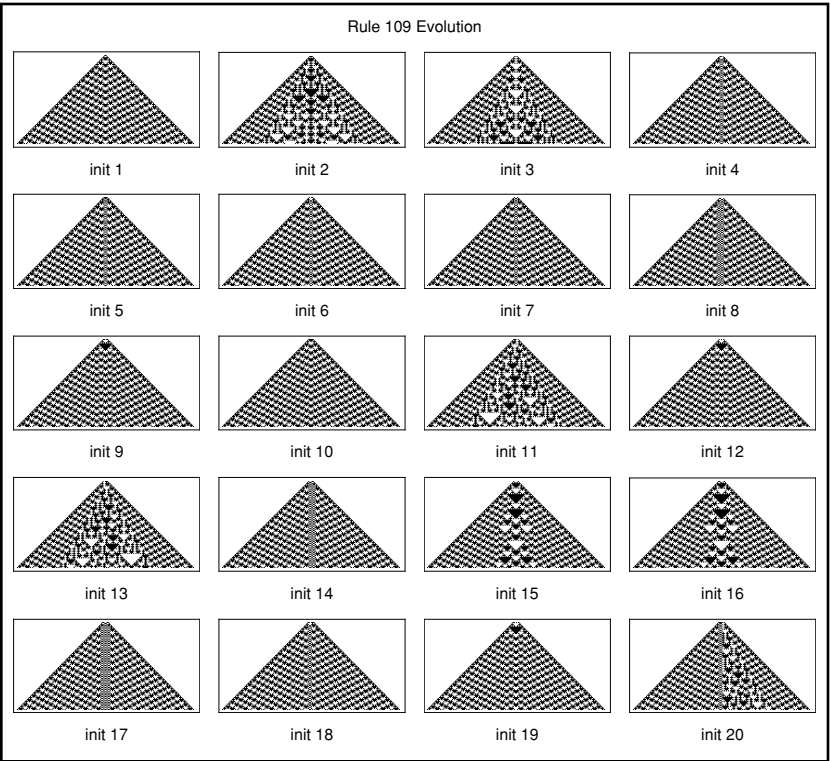 Rule 109 Evolution
init 1
init 2
init 3
init 4
init 5
init 6
init 7
init 8
init 9
init 10
init 11
init 12
init 13
init 14
init 15
init 16
init 17
init 18
init 19
init 20